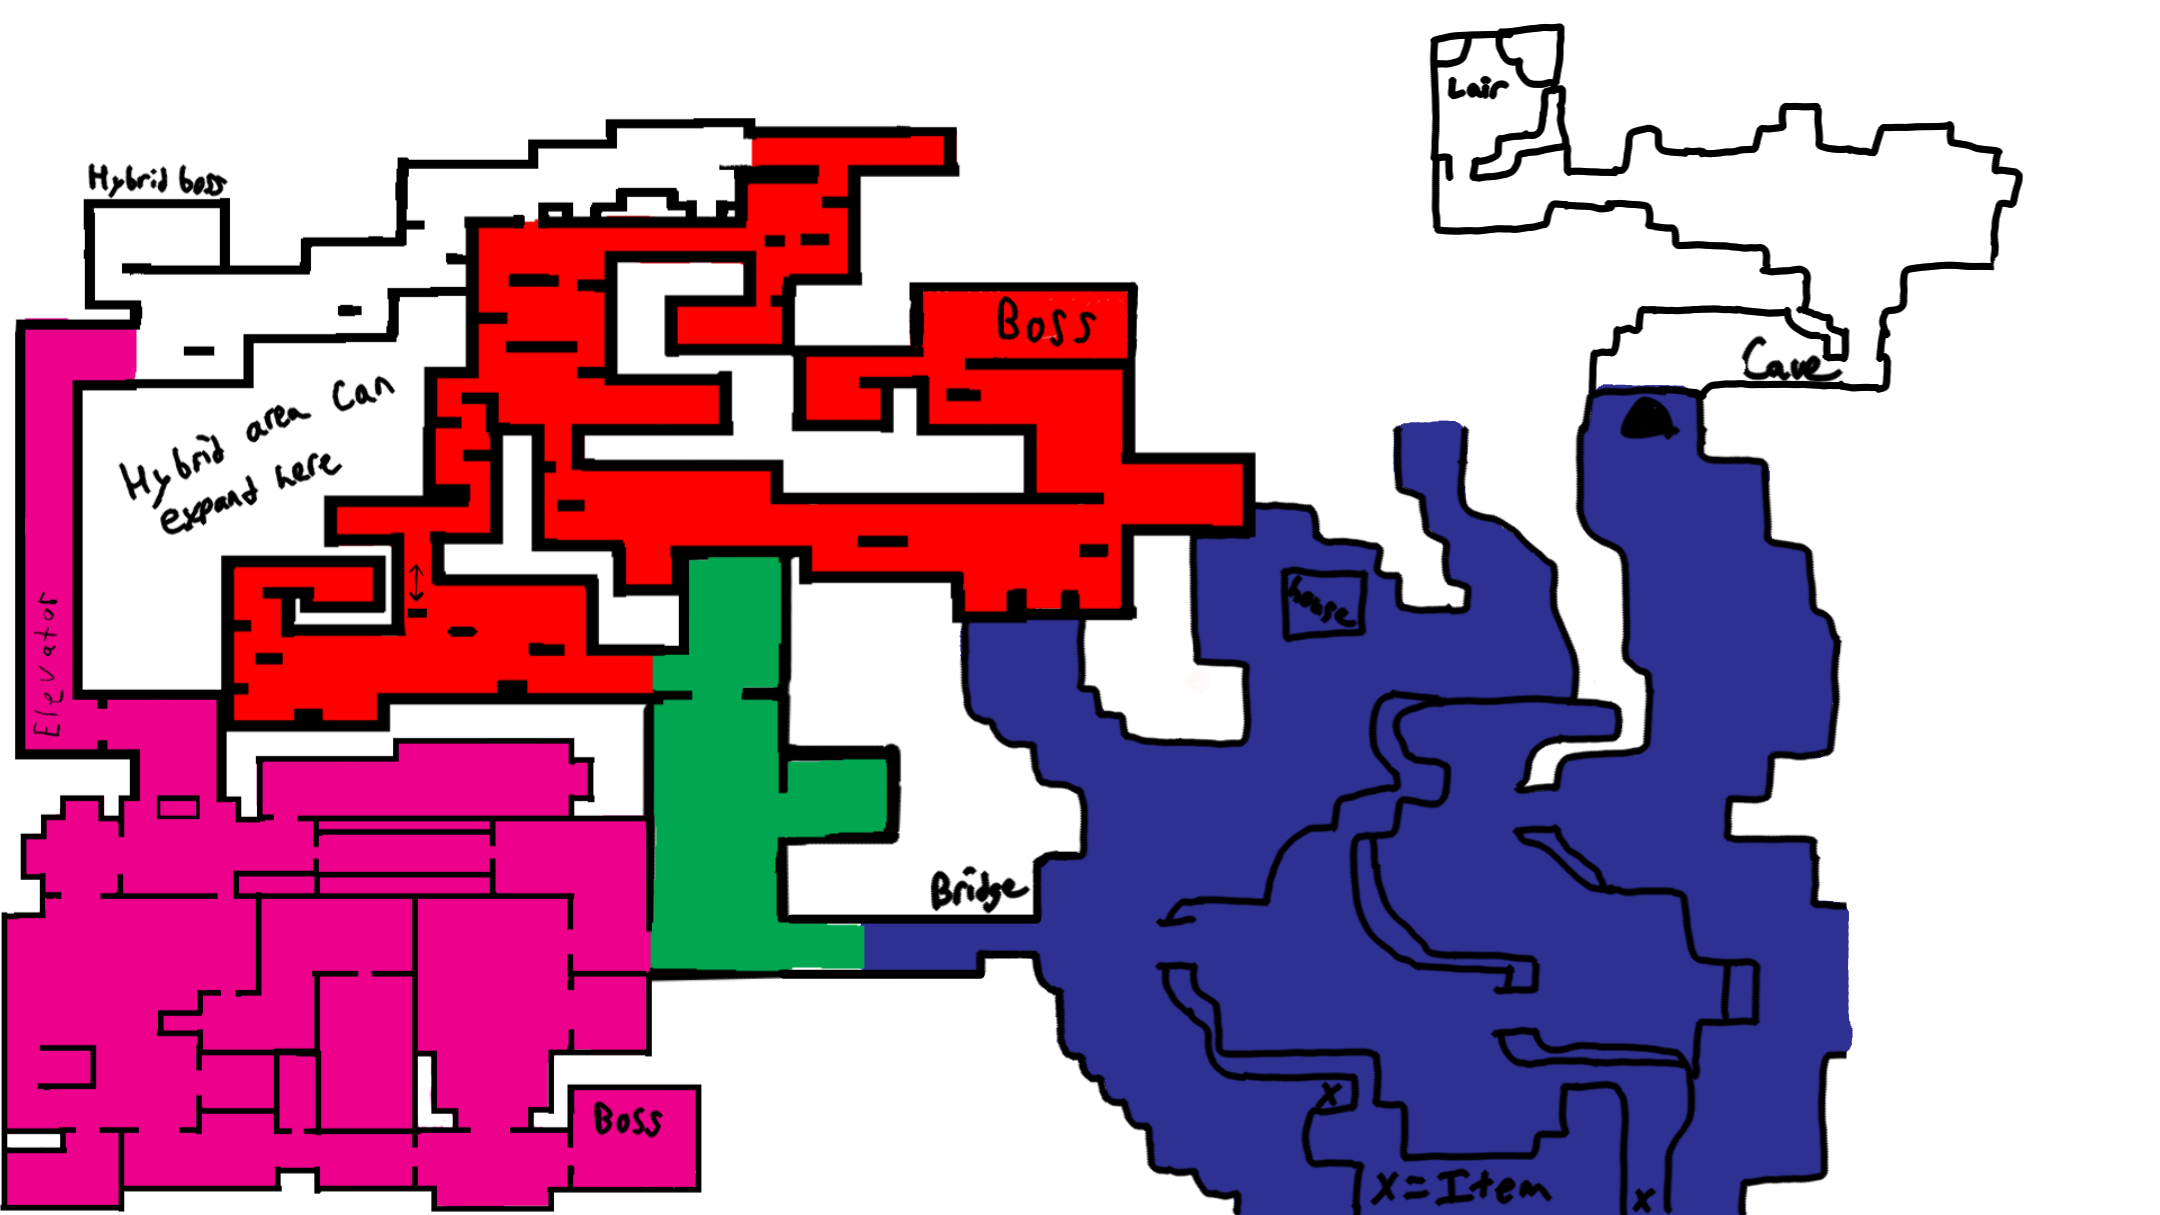 Lair
Hybrid boss
Boss
Cave
Hybrid area can
expand here
house
Elevator
Bridge
Boss
x
x = Item
x